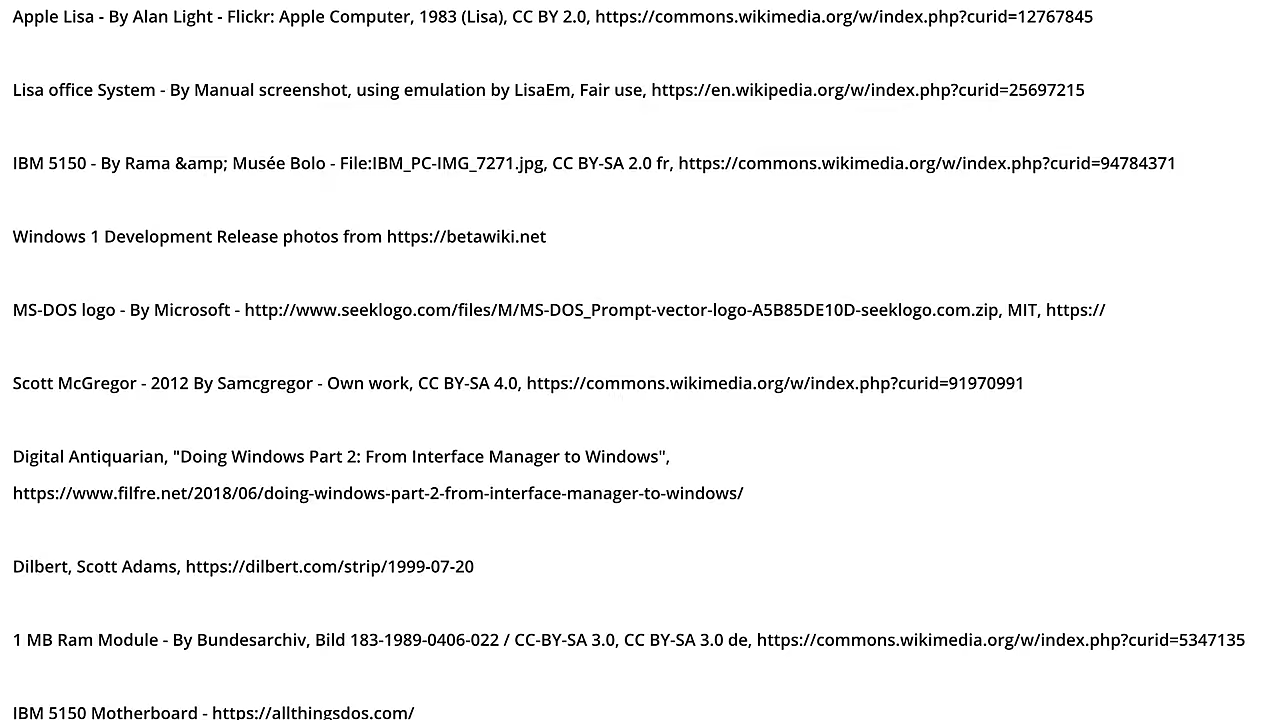 Apple Lisa - By Alan Light - Flickr: Apple Computer, 1983 (Lisa), CC BY 2.0, https://commons.wikimedia.org/w/index.php?curid=12767845
Lisa office System - By Manual screenshot, using emulation by LisaEm, Fair use, https://en.wikipedia.org/w/index.php?curid=25697215
IBM 5150 - By Rama &amp; Musée Bolo - File:IBM_PC-IMG_7271.jpg, CC BY-SA 2.0 fr, https://commons.wikimedia.org/w/index.php?curid=94784371
Windows 1 Development Release photos from https://betawiki.net
MS-DOS logo - By Microsoft - http://www.seeklogo.com/files/M/MS-DOS_Prompt-vector-logo-A5B85DE10D-seeklogo.com.zip, MIT, https://
Scott McGregor - 2012 By Samcgregor - Own work, CC BY-SA 4.0, https://commons.wikimedia.org/w/index.php?curid=91970991
Digital Antiquarian, "Doing Windows Part 2: From Interface Manager to Windows",
https://www.filfre.net/2018/06/doing-windows-part-2-from-interface-manager-to-windows/
Dilbert, Scott Adams, https://dilbert.com/strip/1999-07-20
1 MB Ram Module - By Bundesarchiv, Bild 183-1989-0406-022 / CC-BY-SA 3.0, CC BY-SA 3.0 de, https://commons.wikimedia.org/w/index.php?curid=5347135
IBM 5150 Motherboard - https://allthingsdos.com/